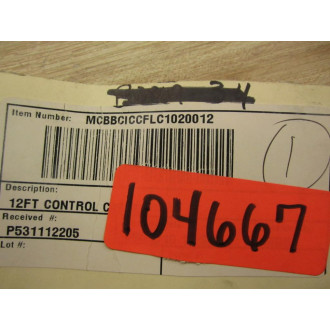 Item Number: MCBBCICCFLC1020012
1
Description:
12FT CONTROL C
104667
Received #:
P531112205
Lot #: